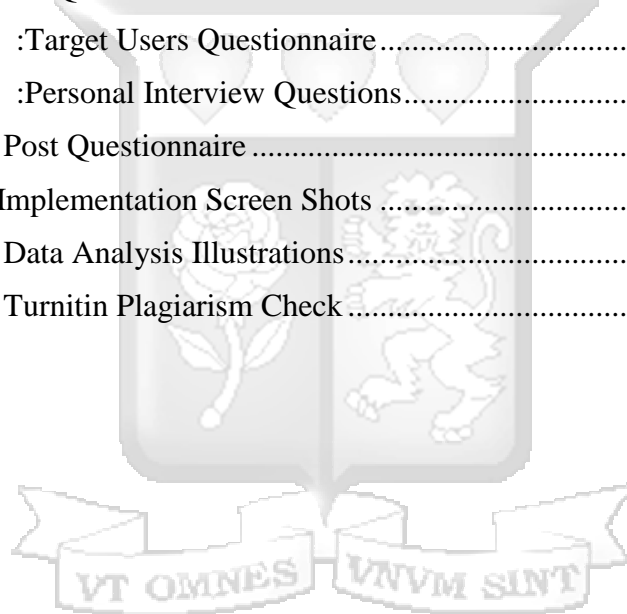 :Target Users Questionnaire..............................
:Personal Interview Questions...........................
Post Questionnaire ..............................................
Implementation Screen Shots ..............................
Data Analysis Illustrations..................................
Turnitin Plagiarism Check ..................................
VT OMNES VNVM SINT